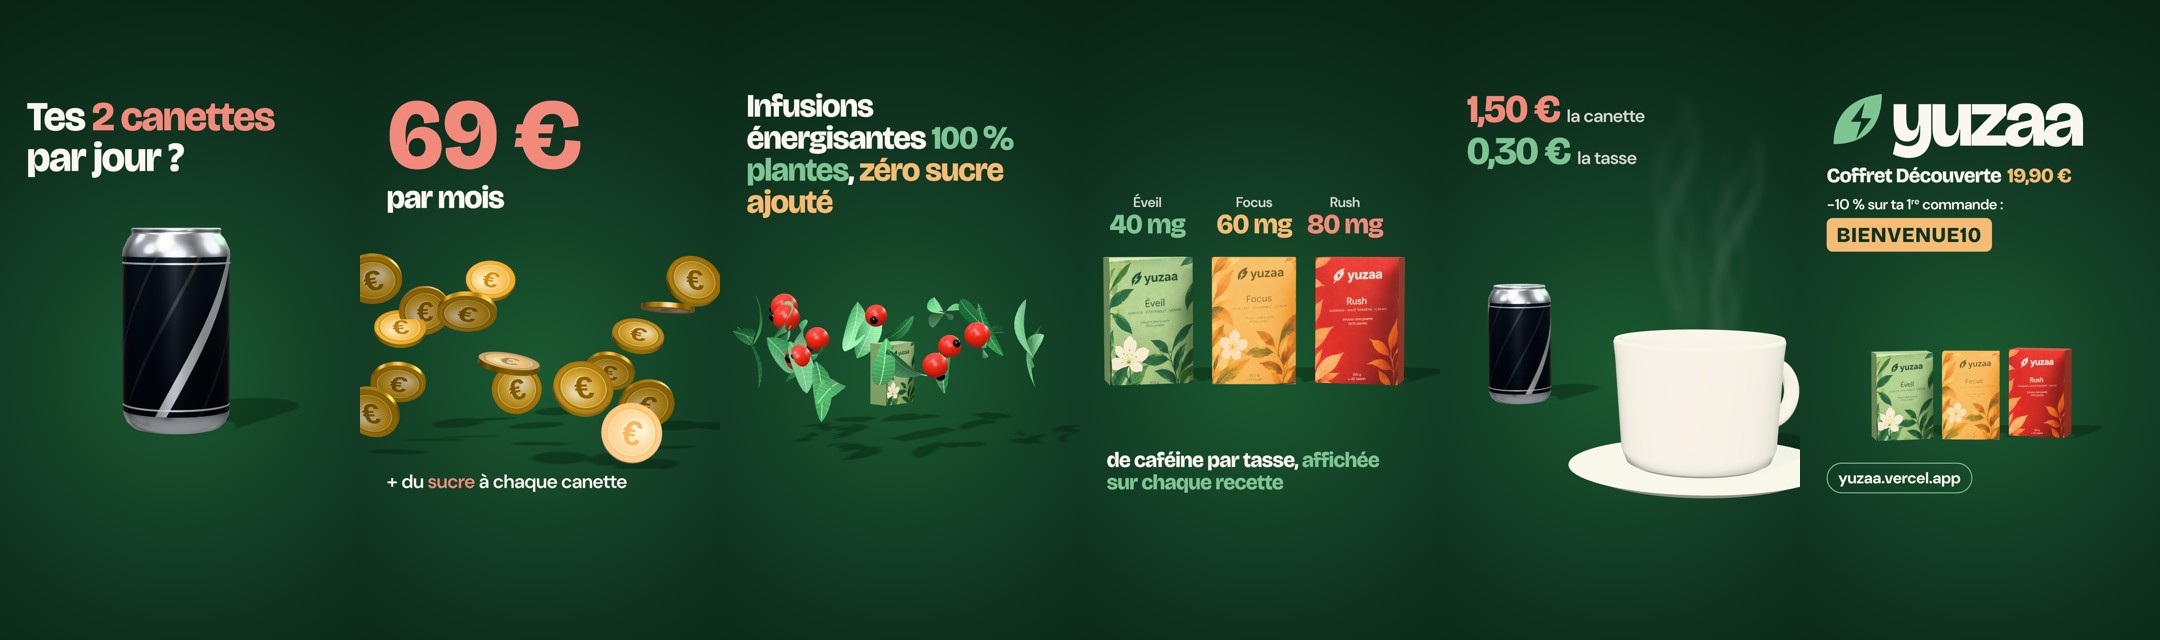 Tes 2 canettes
par jour ?
69 €
par mois
+ du sucre à chaque canette
Infusions
énergisantes 100 %
plantes, zéro sucre
ajouté
Éveil
40 mg
Focus
60 mg
Rush
80 mg
yuzaa
Éveil
yuzaa
Focus
yuzaa
Rush
de caféine par tasse, affichée
sur chaque recette
1,50 € la canette
0,30 € la tasse
yuzaa
Coffret Découverte 19,90 €
-10 % sur ta 1re commande :
BIENVENUE10
yuzaa
Éveil
yuzaa
Focus
yuzaa
Rush
yuzaa.vercel.app